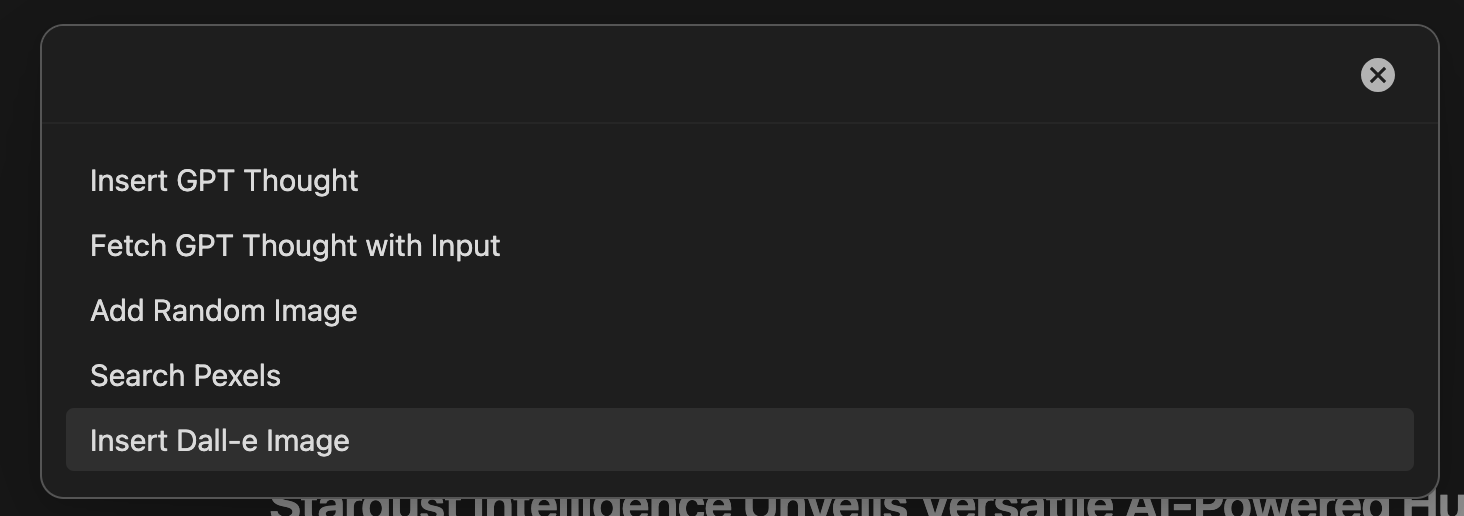 Insert GPT Thought
Fetch GPT Thought with Input
Add Random Image
Search Pexels
Insert Dall-e Image
Stardust Intelligence Unveils Versatile AI-Powered Hu